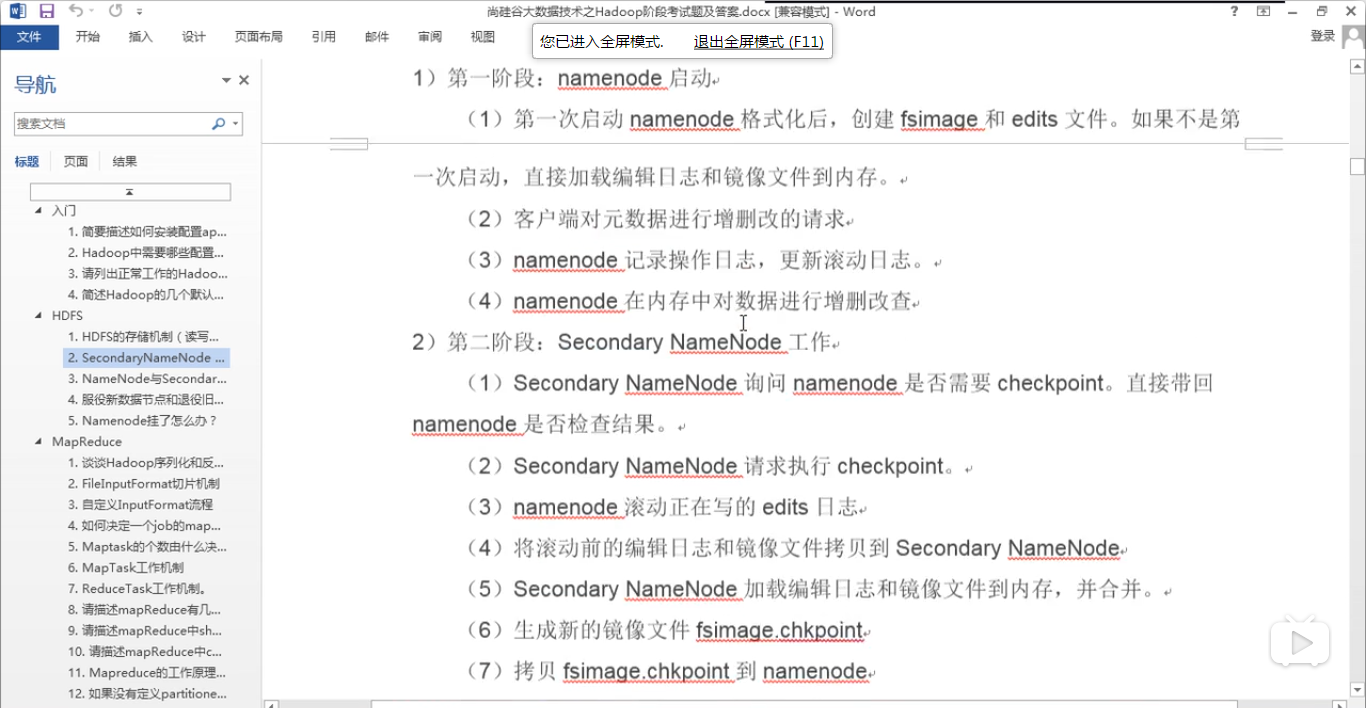 尚硅谷大数据技术之Hadoop阶段考试题及答案.docx [兼容模式] - Word
文件 开始 插入 设计 页面布局 引用 邮件 审阅 视图 登录
您已进入全屏模式. 退出全屏模式 (F11)
导航
搜索文档
标题 页面 结果
入门
1. 简要描述如何安装配置ap...
2. Hadoop中需要哪些配置...
3. 请列出正常工作的Hadoo...
4. 简述Hadoop的几个默认...
HDFS
1. HDFS的存储机制（读写...
2. SecondaryNameNode ...
3. NameNode与Secondar...
4. 服役新数据节点和退役旧...
5. Namenode挂了怎么办？
MapReduce
1. 谈谈Hadoop序列化和反...
2. FileInputFormat切片机制
3. 自定义InputFormat流程
4. 如何决定一个job的map...
5. Maptask的个数由什么决...
6. MapTask工作机制
7. ReduceTask工作机制。
8. 请描述mapReduce有几...
9. 请描述mapReduce中sh...
10. 请描述mapReduce中c...
11. Mapreduce的工作原理...
12. 如果没有定义partitione...
1）第一阶段：namenode 启动
（1）第一次启动 namenode 格式化后，创建 fsimage 和 edits 文件。如果不是第
一次启动，直接加载编辑日志和镜像文件到内存。
（2）客户端对元数据进行增删改的请求
（3）namenode 记录操作日志，更新滚动日志。
（4）namenode 在内存中对数据进行增删改查
2）第二阶段：Secondary NameNode 工作
（1）Secondary NameNode 询问 namenode 是否需要 checkpoint。直接带回
namenode 是否检查结果。
（2）Secondary NameNode 请求执行 checkpoint。
（3）namenode 滚动正在写的 edits 日志
（4）将滚动前的编辑日志和镜像文件拷贝到 Secondary NameNode
（5）Secondary NameNode 加载编辑日志和镜像文件到内存，并合并。
（6）生成新的镜像文件 fsimage.chkpoint
（7）拷贝 fsimage.chkpoint 到 namenode